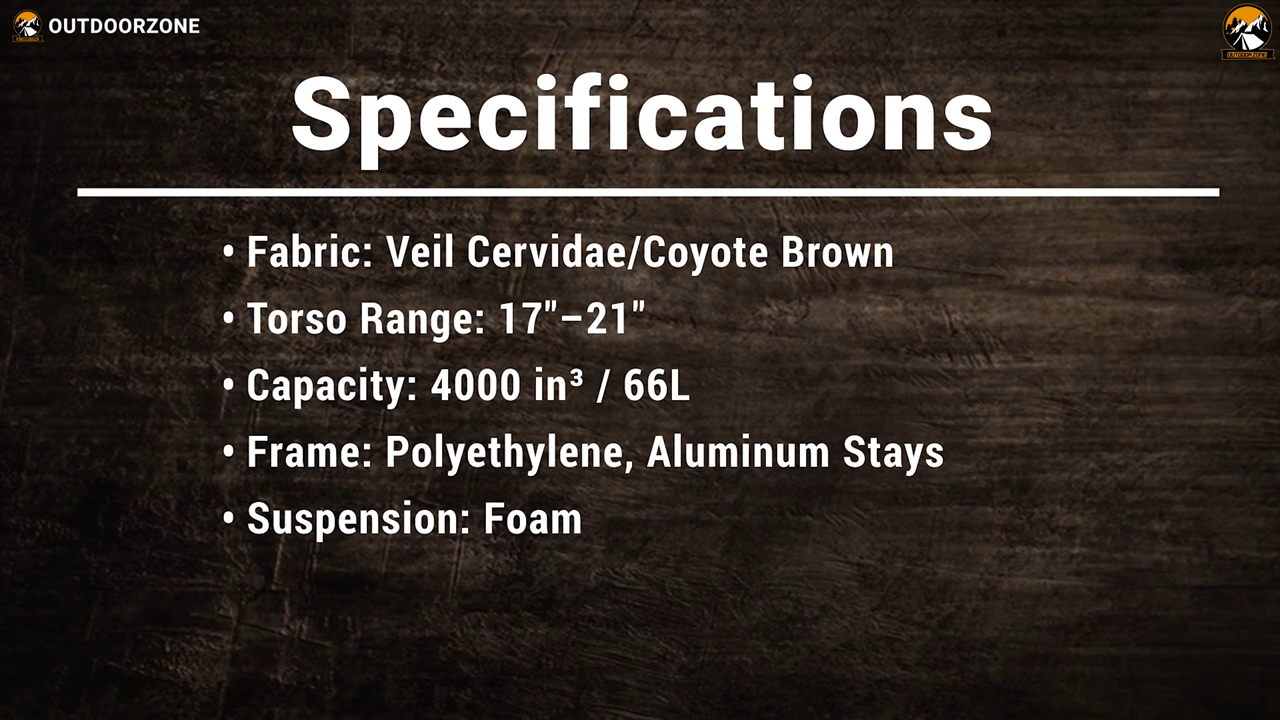 OUTDOORZONE
Specifications
• Fabric: Veil Cervidae/Coyote Brown
• Torso Range: 17"–21"
• Capacity: 4000 in³ / 66L
• Frame: Polyethylene, Aluminum Stays
• Suspension: Foam
OUTDOORZONE